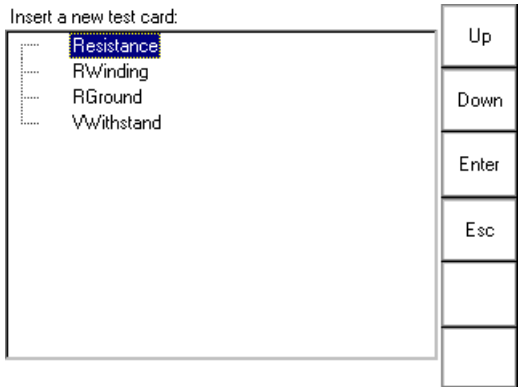 Insert a new test card:
Resistance
RWinding
RGround
VWithstand
Up
Down
Enter
Esc